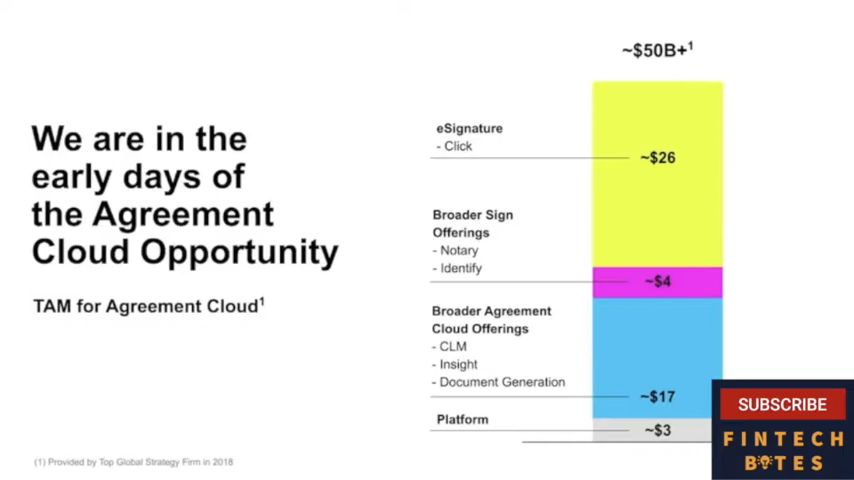 We are in the
early days of
the Agreement
Cloud Opportunity
TAM for Agreement Cloud¹
(1) Provided by Top Global Strategy Firm in 2018
~$50B+¹
eSignature
- Click
~$26
Broader Sign
Offerings
- Notary
- Identify
~$4
Broader Agreement
Cloud Offerings
- CLM
- Insight
- Document Generation
~$17
Platform
~$3
SUBSCRIBE
FINTECH
BYTES